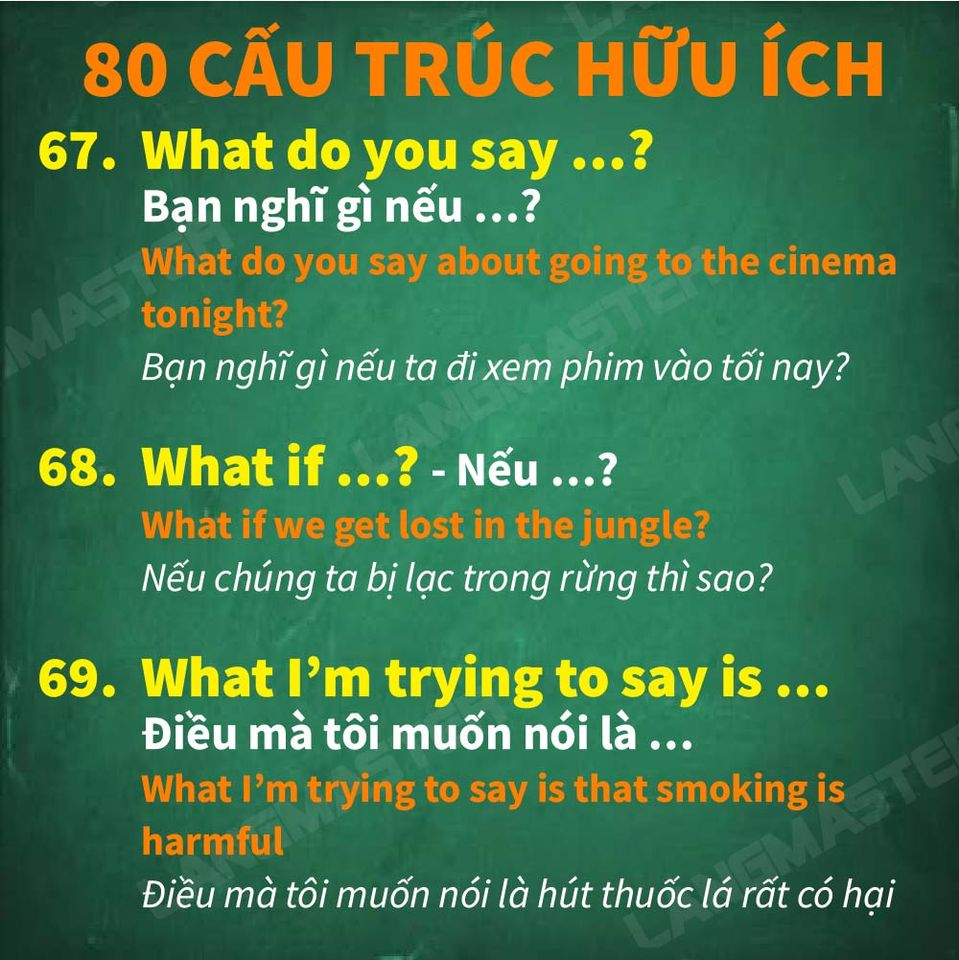 80 CẤU TRÚC HỮU ÍCH
67. What do you say ...?
Bạn nghĩ gì nếu ...?
What do you say about going to the cinema
tonight?
Bạn nghĩ gì nếu ta đi xem phim vào tối nay?
68. What if ...? - Nếu ...?
What if we get lost in the jungle?
Nếu chúng ta bị lạc trong rừng thì sao?
69. What I’m trying to say is ...
Điều mà tôi muốn nói là ...
What I’m trying to say is that smoking is
harmful
Điều mà tôi muốn nói là hút thuốc lá rất có hại
LANGMASTER
LANGMASTER
LANGMASTER